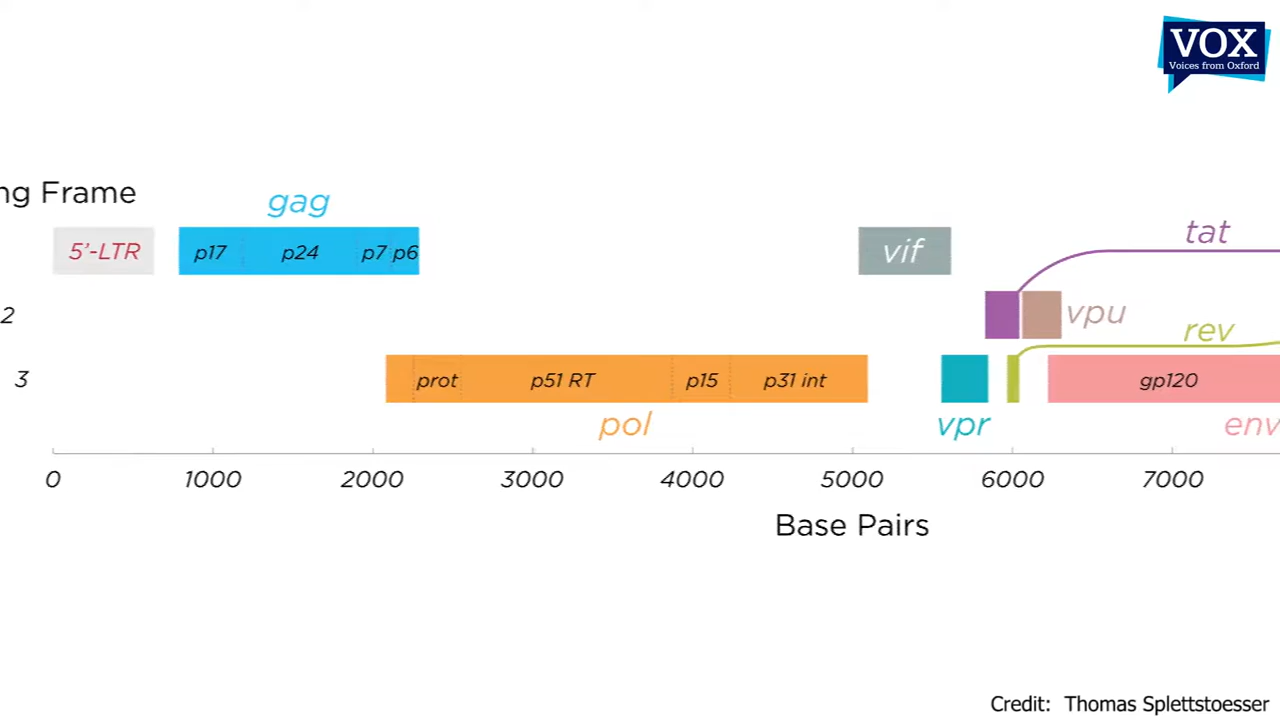 VOX
Voices from Oxford
ng Frame
gag
5'-LTR
p17
p24
p7
p6
vif
tat
2
vpu
rev
3
prot
p51 RT
p15
p31 int
gp120
pol
vpr
env
0
1000
2000
3000
4000
5000
6000
7000
Base Pairs
Credit: Thomas Splettstoesser